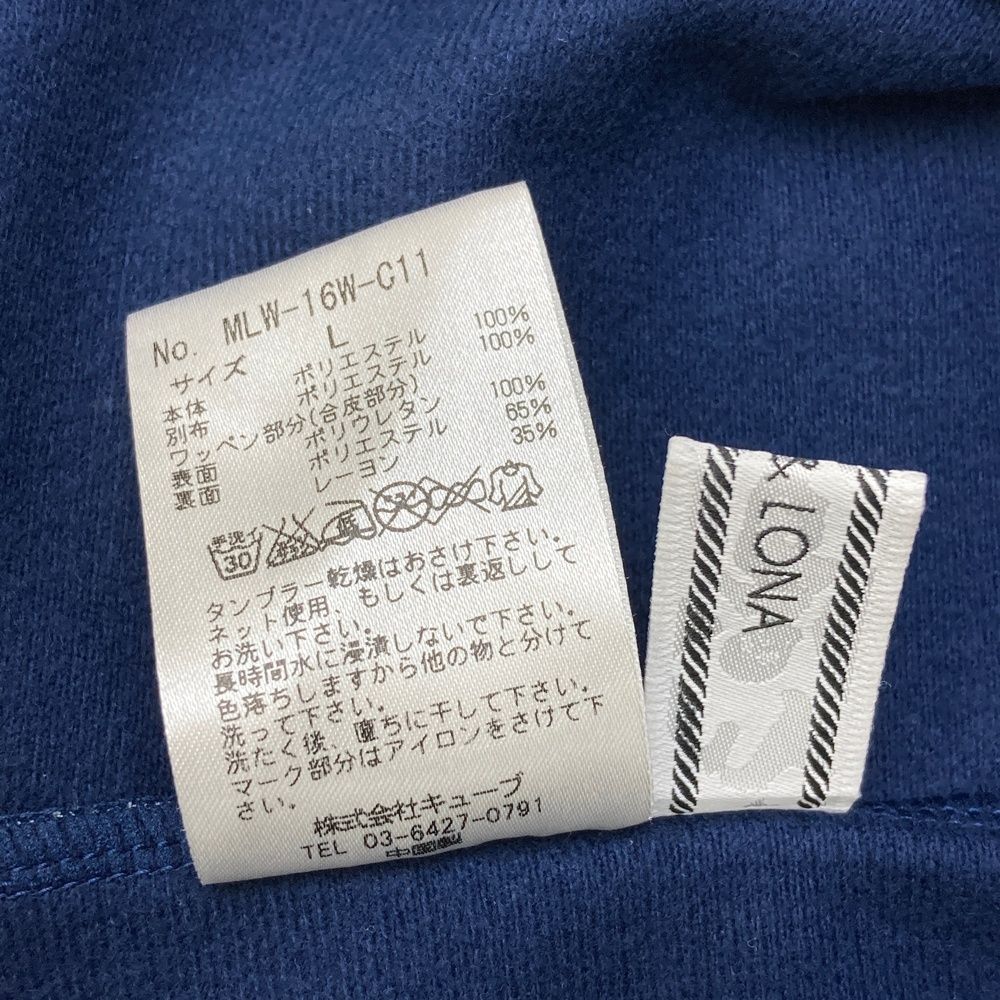 No. MLW-16W-C11
サイズ L
本体 ポリエステル 100%
別布 ポリエステル 100%
ワッペン部分(合皮部分)
表面 ポリウレタン 100%
裏面 ポリエステル 65%
レーヨン 35%
手洗イ
30
低
タンブラー乾燥はおさけ下さい。
ネット使用、もしくは裏返しして
お洗い下さい。
長時間水に浸漬しないで下さい。
色落ちしますから他の物と分けて
洗って下さい。
洗たく後、直ちに干して下さい。
マーク部分はアイロンをさけて下
さい。
株式会社キューブ
TEL 03-6427-0791
中国製
& LONA